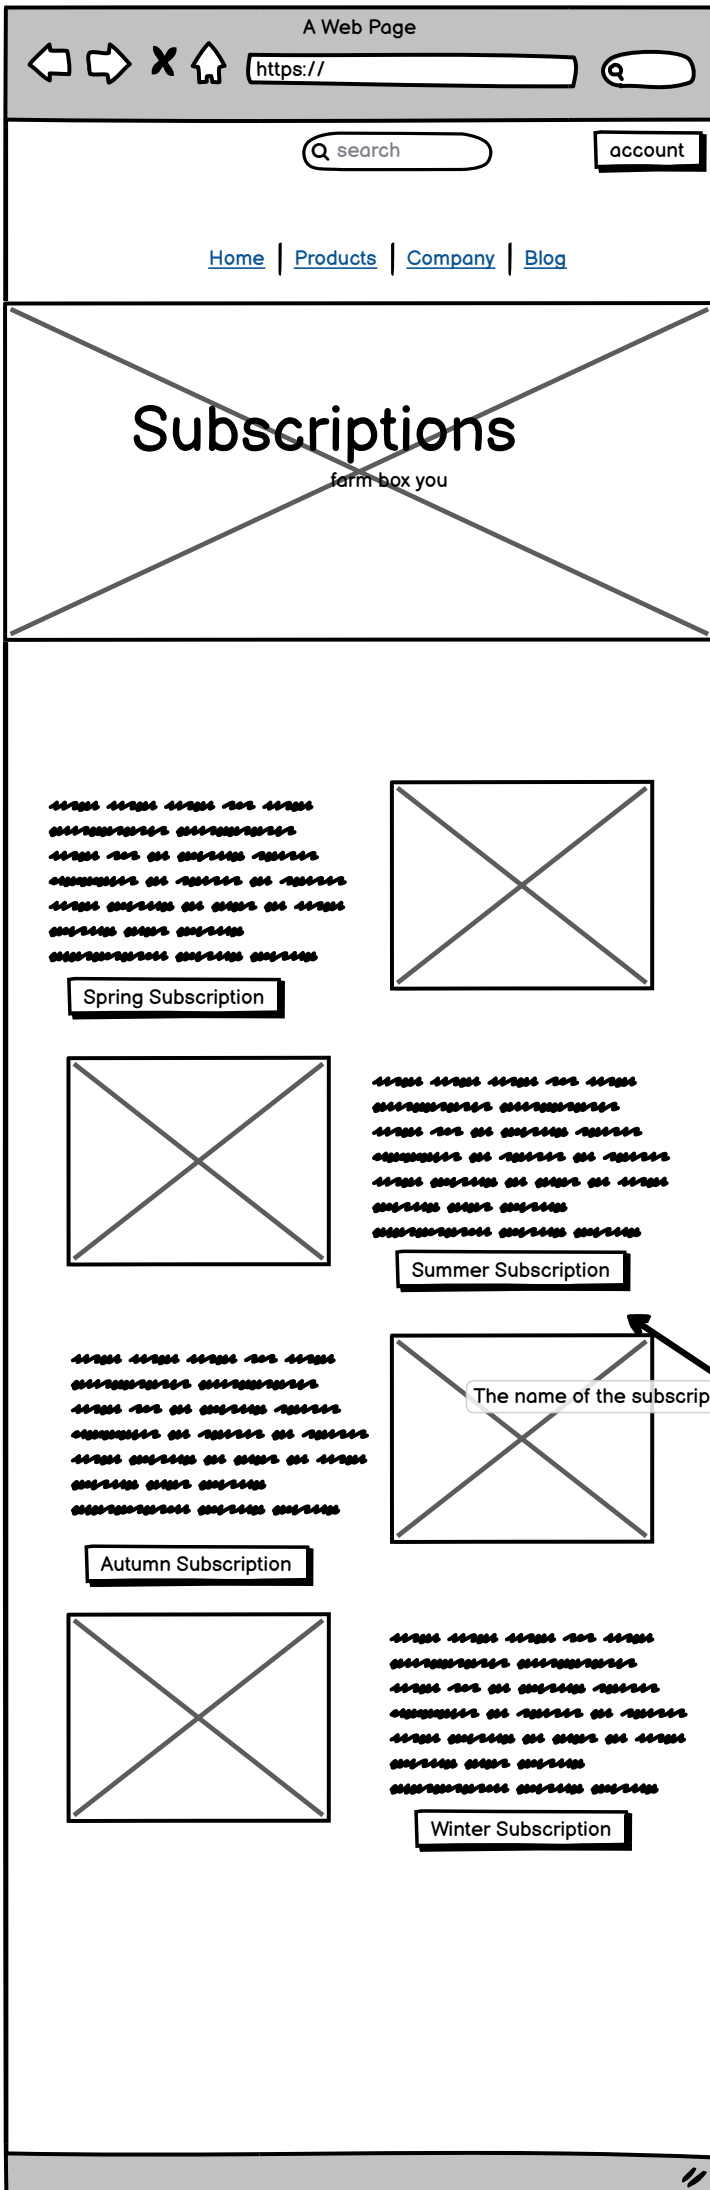 A Web Page
https://
search
account
Home
Products
Company
Blog
Subscriptions
farm box you
Spring Subscription
Summer Subscription
The name of the subscrip
Autumn Subscription
Winter Subscription